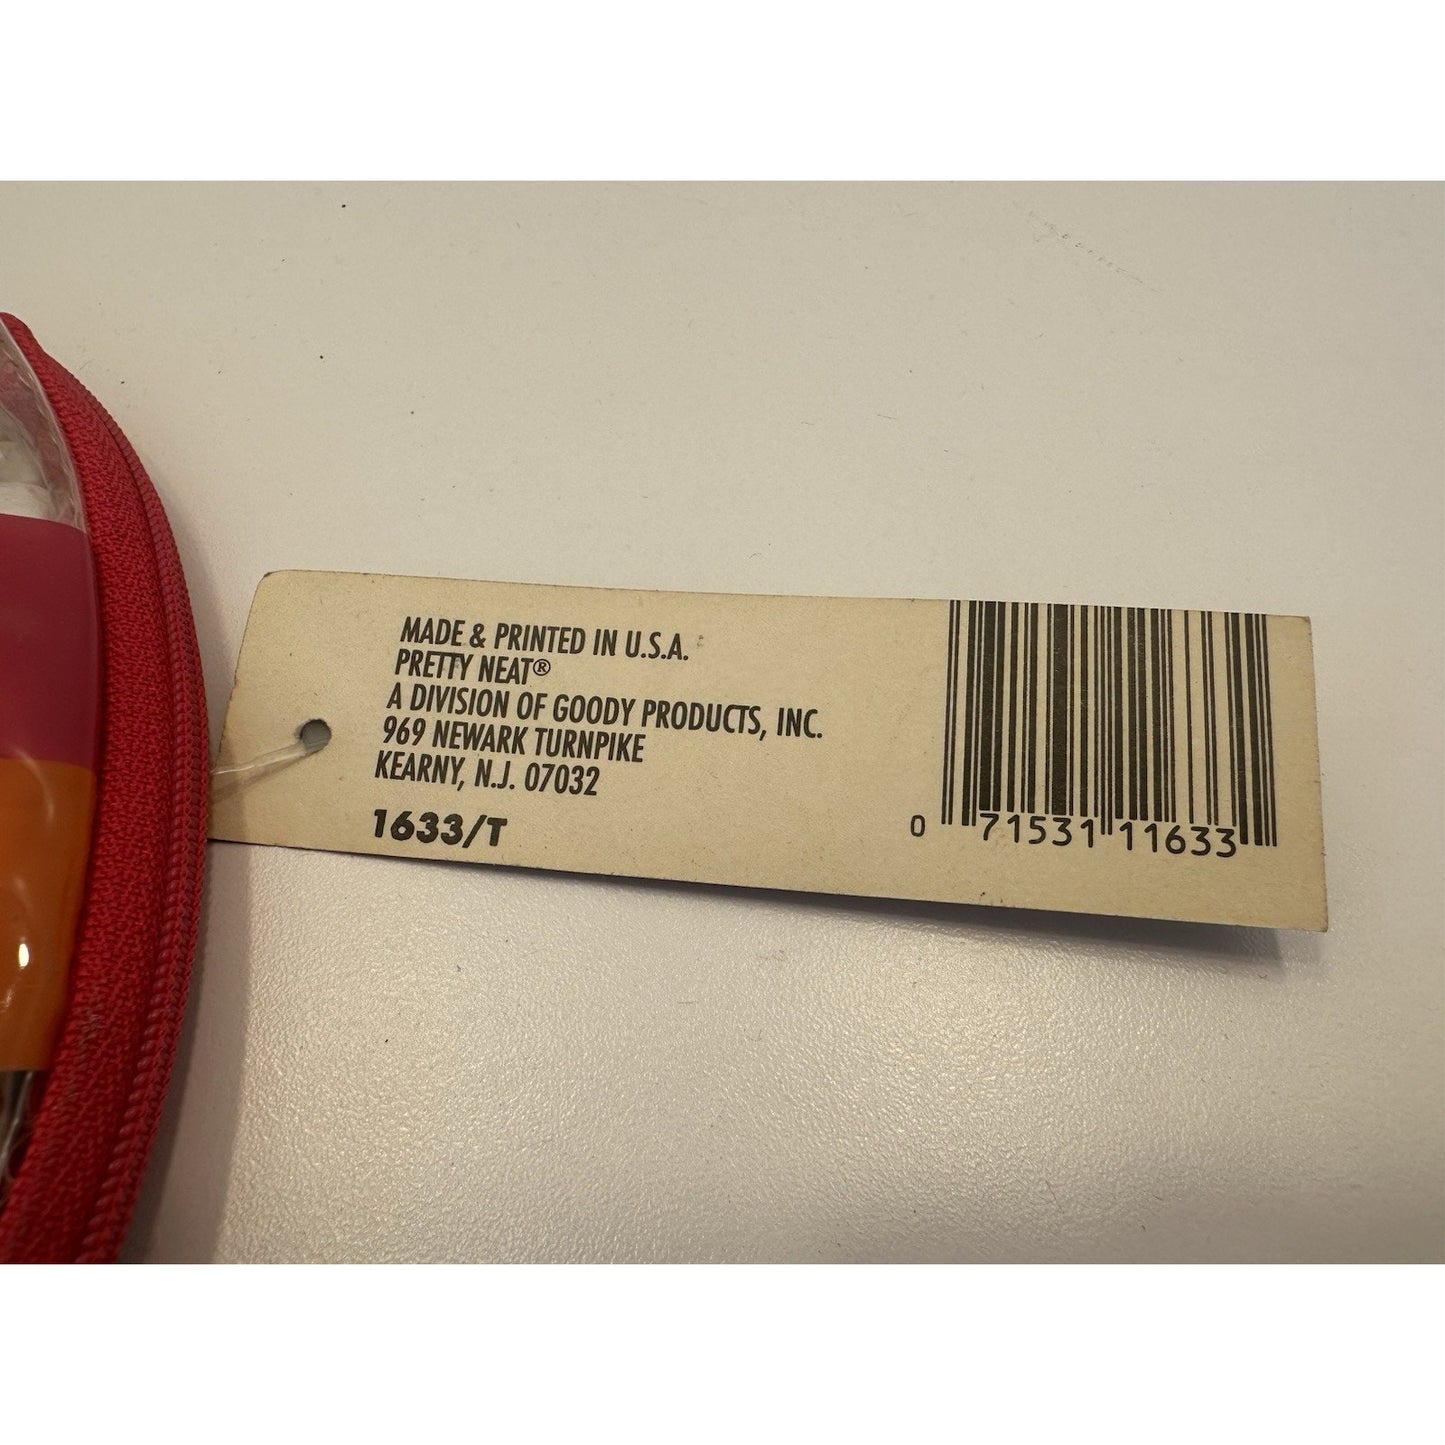 MADE & PRINTED IN U.S.A.
PRETTY NEAT®
A DIVISION OF GOODY PRODUCTS, INC.
969 NEWARK TURNPIKE
KEARNY, N.J. 07032
1633/T
0 71531 11633